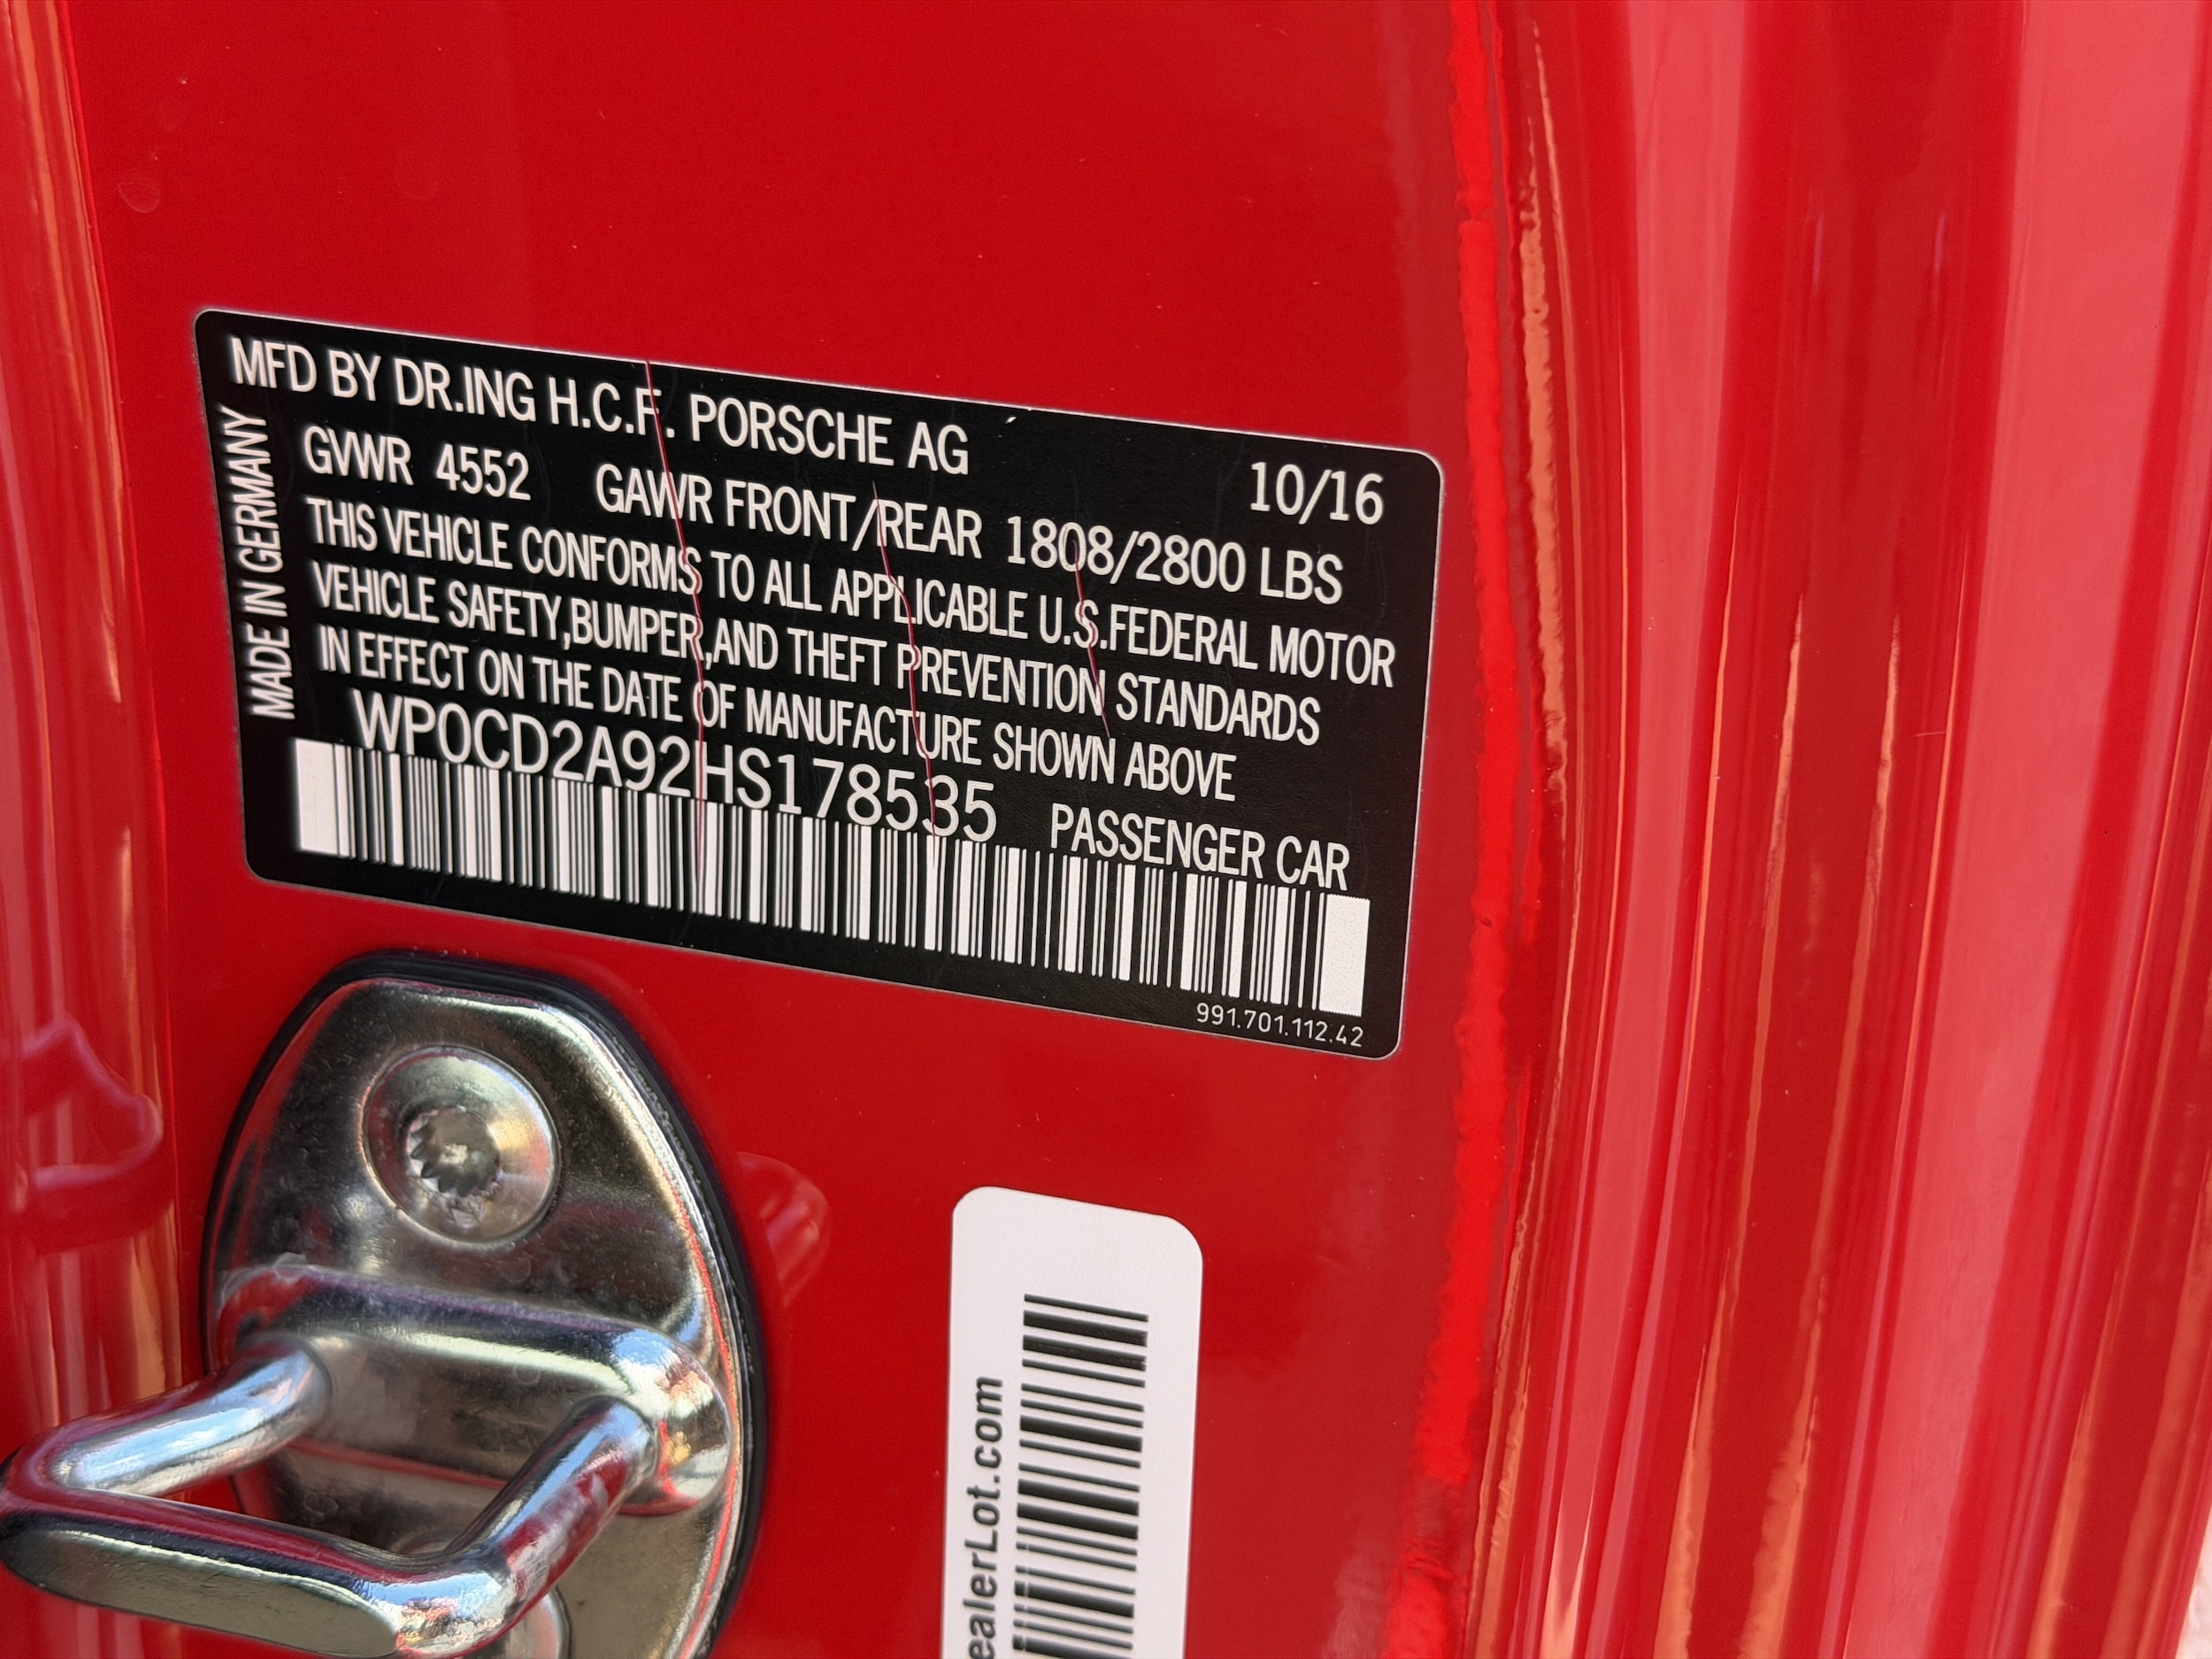 MFD BY DR.ING H.C.F. PORSCHE AG
10/16
GVWR 4552 GAWR FRONT/REAR 1808/2800 LBS
THIS VEHICLE CONFORMS TO ALL APPLICABLE U.S.FEDERAL MOTOR
VEHICLE SAFETY,BUMPER,AND THEFT PREVENTION STANDARDS
IN EFFECT ON THE DATE OF MANUFACTURE SHOWN ABOVE
WP0CD2A92HS178535 PASSENGER CAR
991.701.112.42
MADE IN GERMANY
ealerLot.com